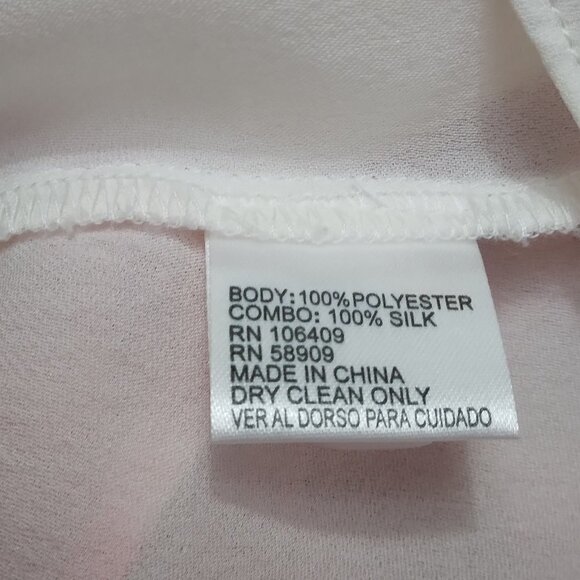 BODY: 100% POLYESTER
COMBO: 100% SILK
RN 106409
RN 58909
MADE IN CHINA
DRY CLEAN ONLY
VER AL DORSO PARA CUIDADO